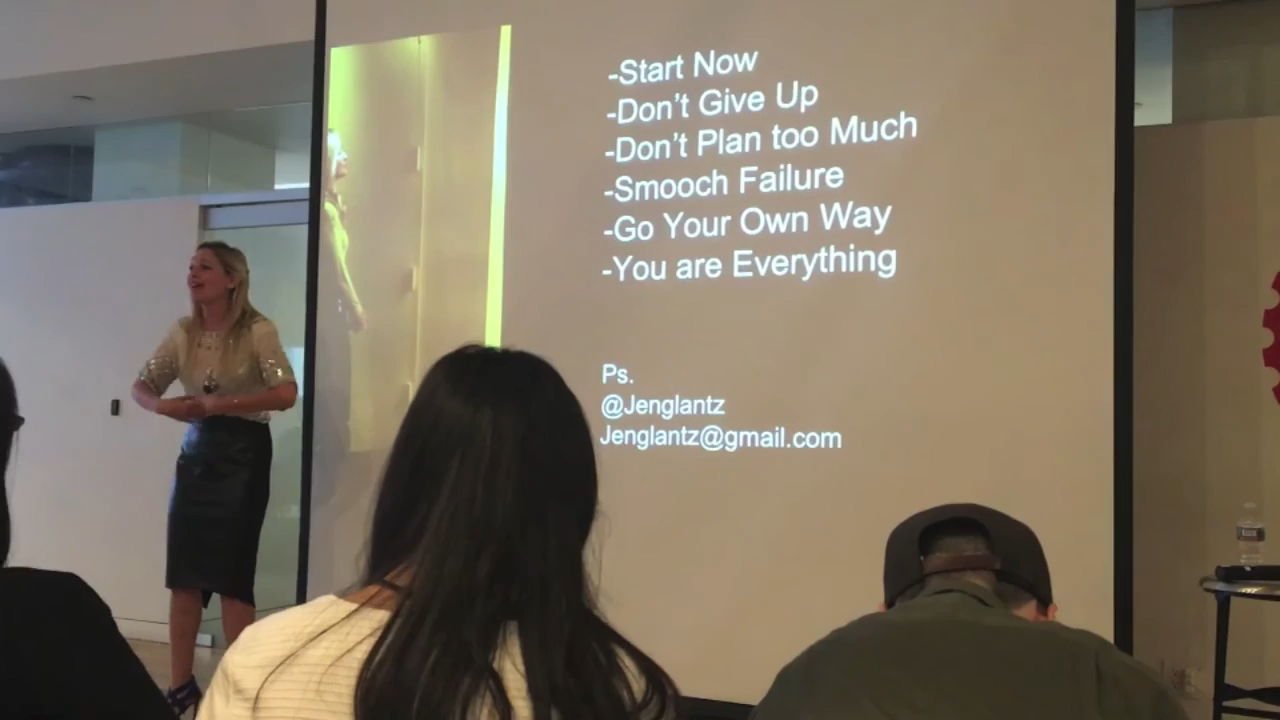 -Start Now
-Don't Give Up
-Don't Plan too Much
-Smooch Failure
-Go Your Own Way
-You are Everything
Ps.
@Jenglantz
Jenglantz@gmail.com